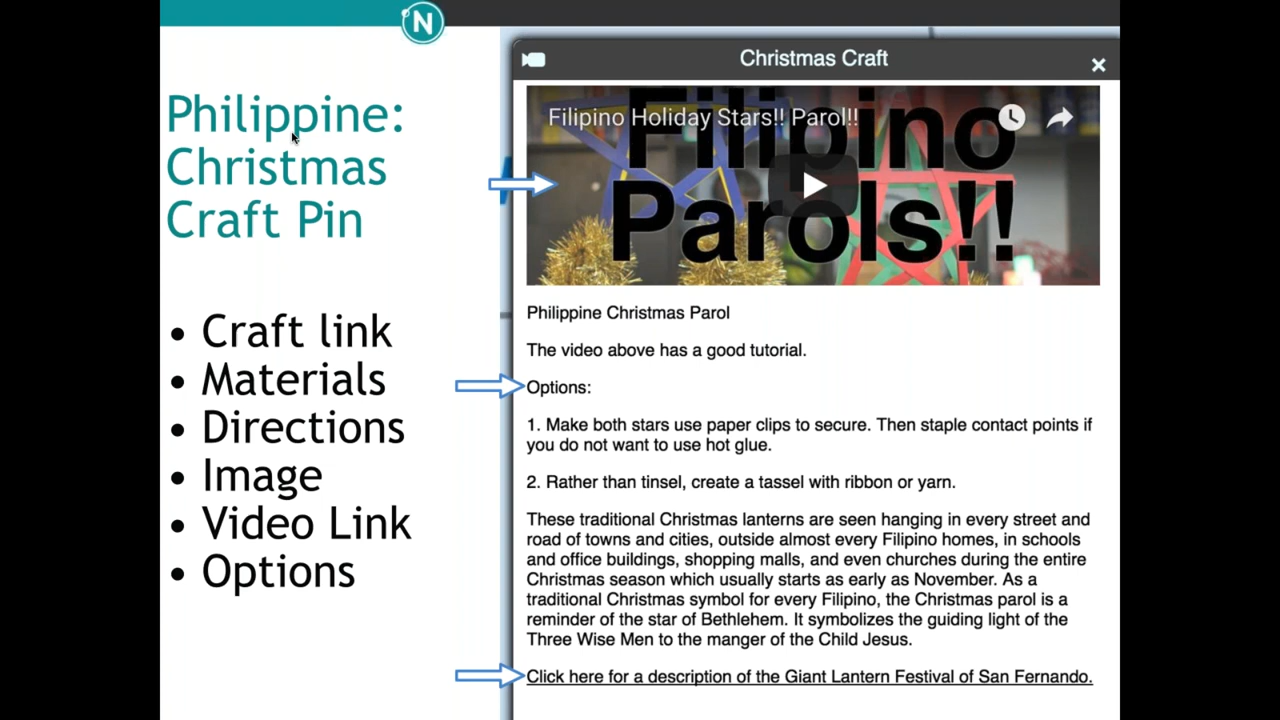 N
Philippine:
Christmas
Craft Pin
• Craft link
• Materials
• Directions
• Image
• Video Link
• Options
Christmas Craft
×
Filipino Holiday Stars!! Parol!!
Filipino
Parols!!
Philippine Christmas Parol
The video above has a good tutorial.
Options:
1. Make both stars use paper clips to secure. Then staple contact points if
you do not want to use hot glue.
2. Rather than tinsel, create a tassel with ribbon or yarn.
These traditional Christmas lanterns are seen hanging in every street and
road of towns and cities, outside almost every Filipino homes, in schools
and office buildings, shopping malls, and even churches during the entire
Christmas season which usually starts as early as November. As a
traditional Christmas symbol for every Filipino, the Christmas parol is a
reminder of the star of Bethlehem. It symbolizes the guiding light of the
Three Wise Men to the manger of the Child Jesus.
Click here for a description of the Giant Lantern Festival of San Fernando.